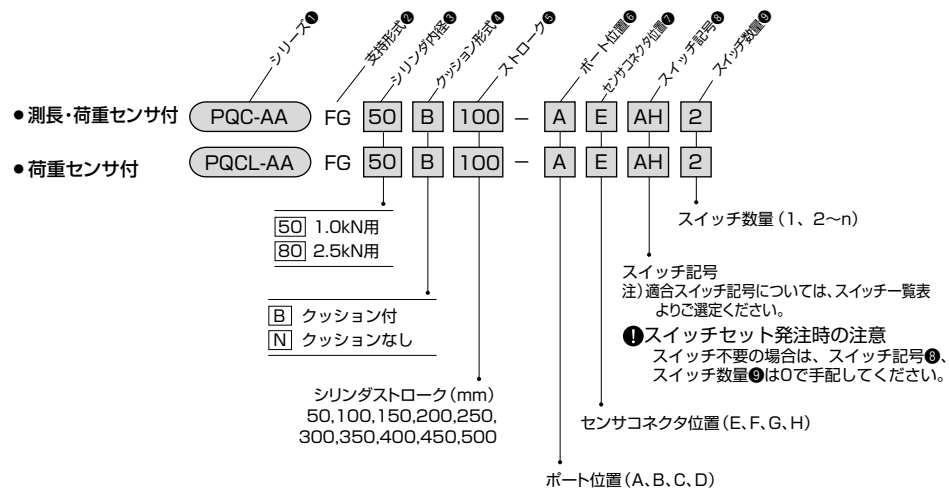 シリーズ❶
支持形式❷
シリンダ内径❸
クッション形式❹
ストローク❺
ポート位置❻
センサコネクタ位置❼
スイッチ記号❽
スイッチ数量❾
●測長・荷重センサ付 PQC-AA FG 50 B 100 − A E AH 2
●荷重センサ付 PQCL-AA FG 50 B 100 − A E AH 2
50 1.0kN用
80 2.5kN用
B クッション付
N クッションなし
シリンダストローク(mm)
50,100,150,200,250,
300,350,400,450,500
スイッチ数量(1、2〜n)
スイッチ記号
注)適合スイッチ記号については、スイッチ一覧表
よりご選定ください。
!スイッチセット発注時の注意
スイッチ不要の場合は、スイッチ記号❽、
スイッチ数量❾は0で手配してください。
センサコネクタ位置(E、F、G、H)
ポート位置(A、B、C、D)